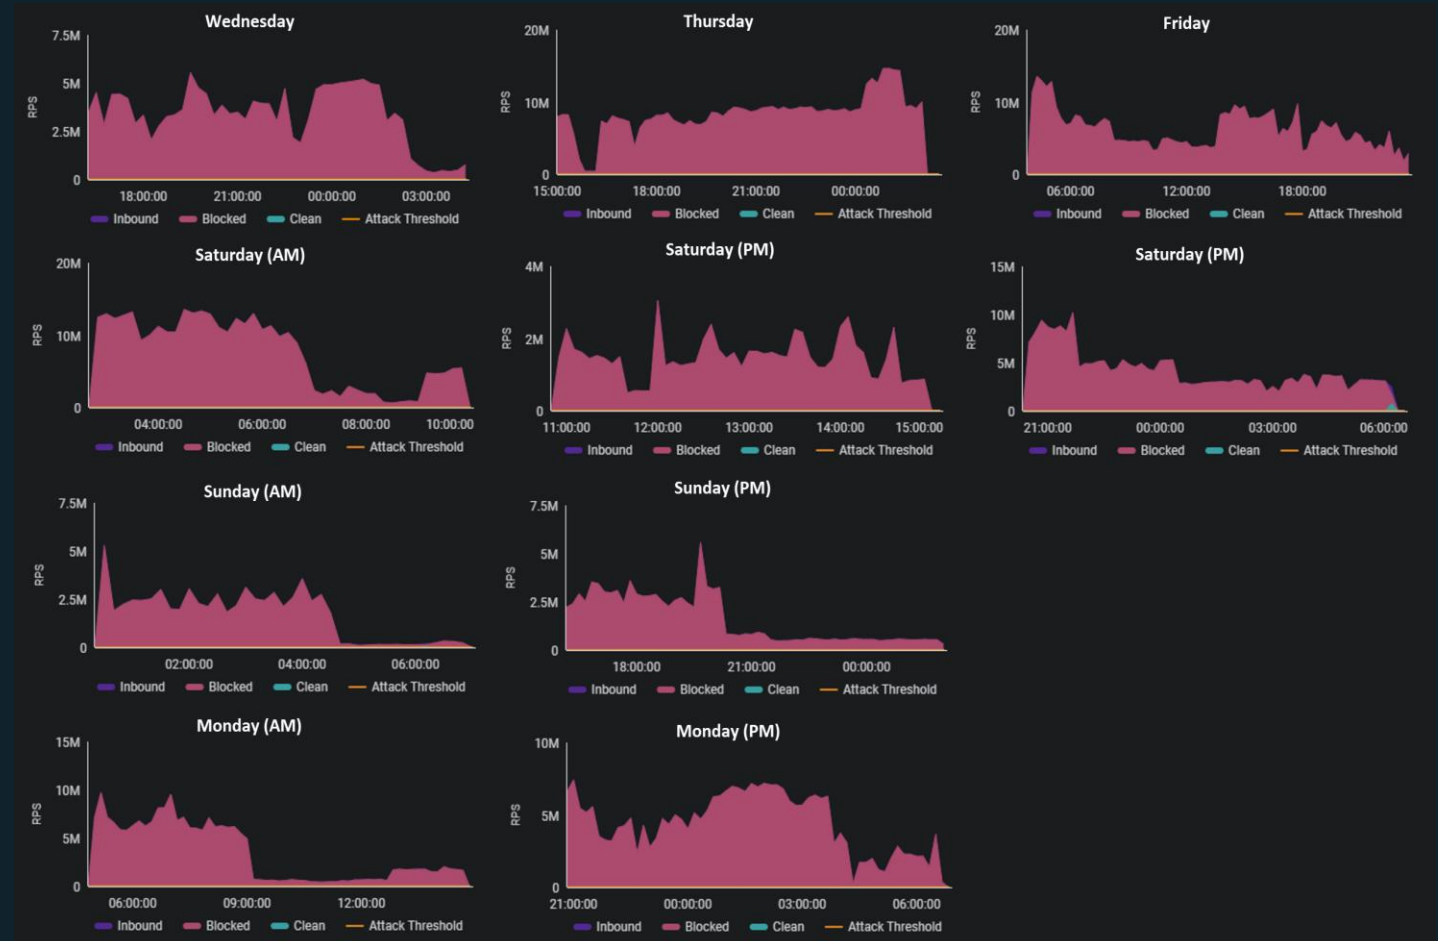 Wednesday
7.5M
5M
2.5M
0
RPS
18:00:00 21:00:00 00:00:00 03:00:00
Inbound Blocked Clean Attack Threshold
Thursday
20M
10M
0
RPS
15:00:00 18:00:00 21:00:00 00:00:00
Inbound Blocked Clean Attack Threshold
Friday
20M
10M
0
RPS
06:00:00 12:00:00 18:00:00
Inbound Blocked Clean Attack Threshold
Saturday (AM)
20M
10M
0
RPS
04:00:00 06:00:00 08:00:00 10:00:00
Inbound Blocked Clean Attack Threshold
Saturday (PM)
4M
2M
0
RPS
11:00:00 12:00:00 13:00:00 14:00:00 15:00:00
Inbound Blocked Clean Attack Threshold
Saturday (PM)
15M
10M
5M
0
RPS
21:00:00 00:00:00 03:00:00 06:00:00
Inbound Blocked Clean Attack Threshold
Sunday (AM)
7.5M
5M
2.5M
0
RPS
02:00:00 04:00:00 06:00:00
Inbound Blocked Clean Attack Threshold
Sunday (PM)
7.5M
5M
2.5M
0
RPS
18:00:00 21:00:00 00:00:00
Inbound Blocked Clean Attack Threshold
Monday (AM)
15M
10M
5M
0
RPS
06:00:00 09:00:00 12:00:00
Inbound Blocked Clean Attack Threshold
Monday (PM)
10M
5M
0
RPS
21:00:00 00:00:00 03:00:00 06:00:00
Inbound Blocked Clean Attack Threshold